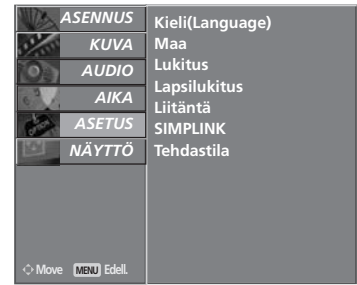 ASENNUS
KUVA
AUDIO
AIKA
ASETUS
NÄYTTÖ
Move MENU Edell.
Kieli(Language)
Maa
Lukitus
Lapsilukitus
Liitäntä
SIMPLINK
Tehdastila